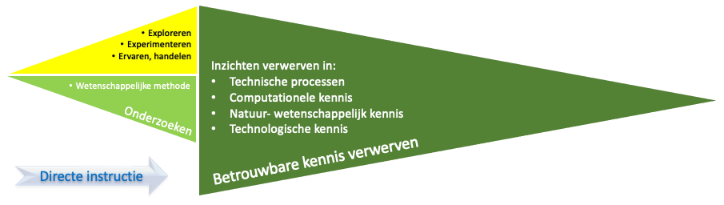 • Exploreren
• Experimenteren
• Ervaren, handelen
• Wetenschappelijke methode
Onderzoeken
Directe instructie
Inzichten verwerven in:
• Technische processen
• Computationele kennis
• Natuur- wetenschappelijk kennis
• Technologische kennis
Betrouwbare kennis verwerven